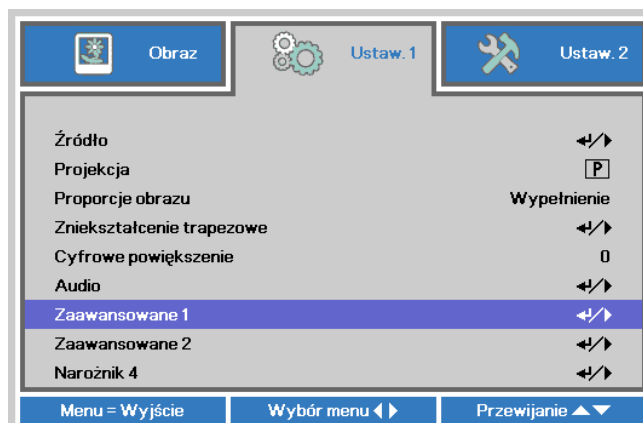 Obraz
Ustaw. 1
Ustaw. 2
Źródło
Projekcja P
Proporcje obrazu Wypełnienie
Zniekształcenie trapezowe
Cyfrowe powiększenie 0
Audio
Zaawansowane 1
Zaawansowane 2
Narożnik 4
Menu = Wyjście Wybór menu Przewijanie